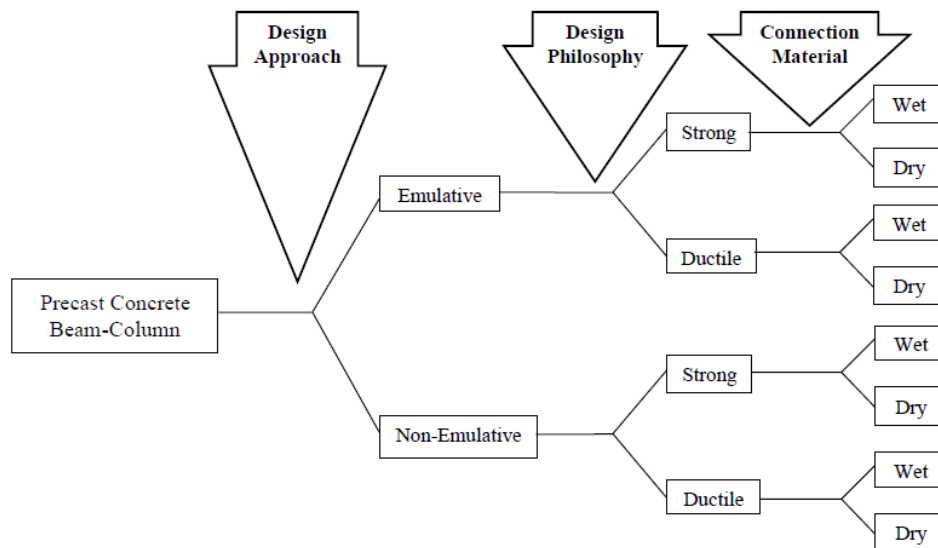 Design
Approach
Design
Philosophy
Connection
Material
Precast Concrete
Beam-Column
Emulative
Non-Emulative
Strong
Ductile
Strong
Ductile
Wet
Dry
Wet
Dry
Wet
Dry
Wet
Dry